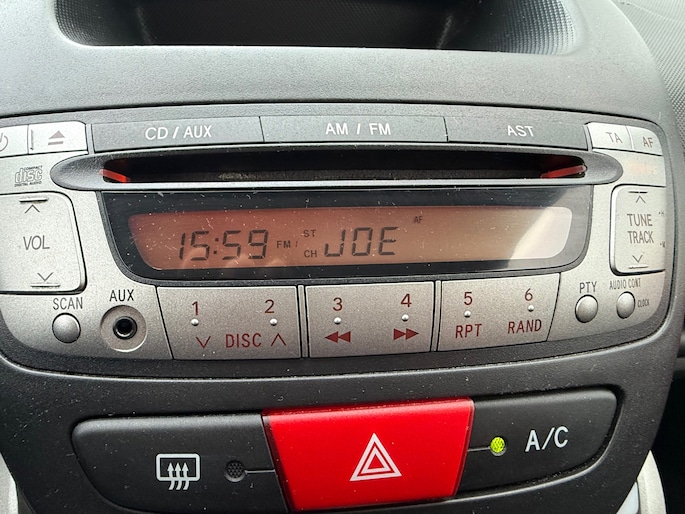 CD / AUX AM / FM AST TA AF
COMPACT
disc
DIGITAL AUDIO
AF
15:59 FM I ST CH JOE
VOL
TUNE
TRACK
SCAN AUX 1 2 3 4 5 6 PTY AUDIO CONT
CLOCK
DISC RPT RAND
A/C